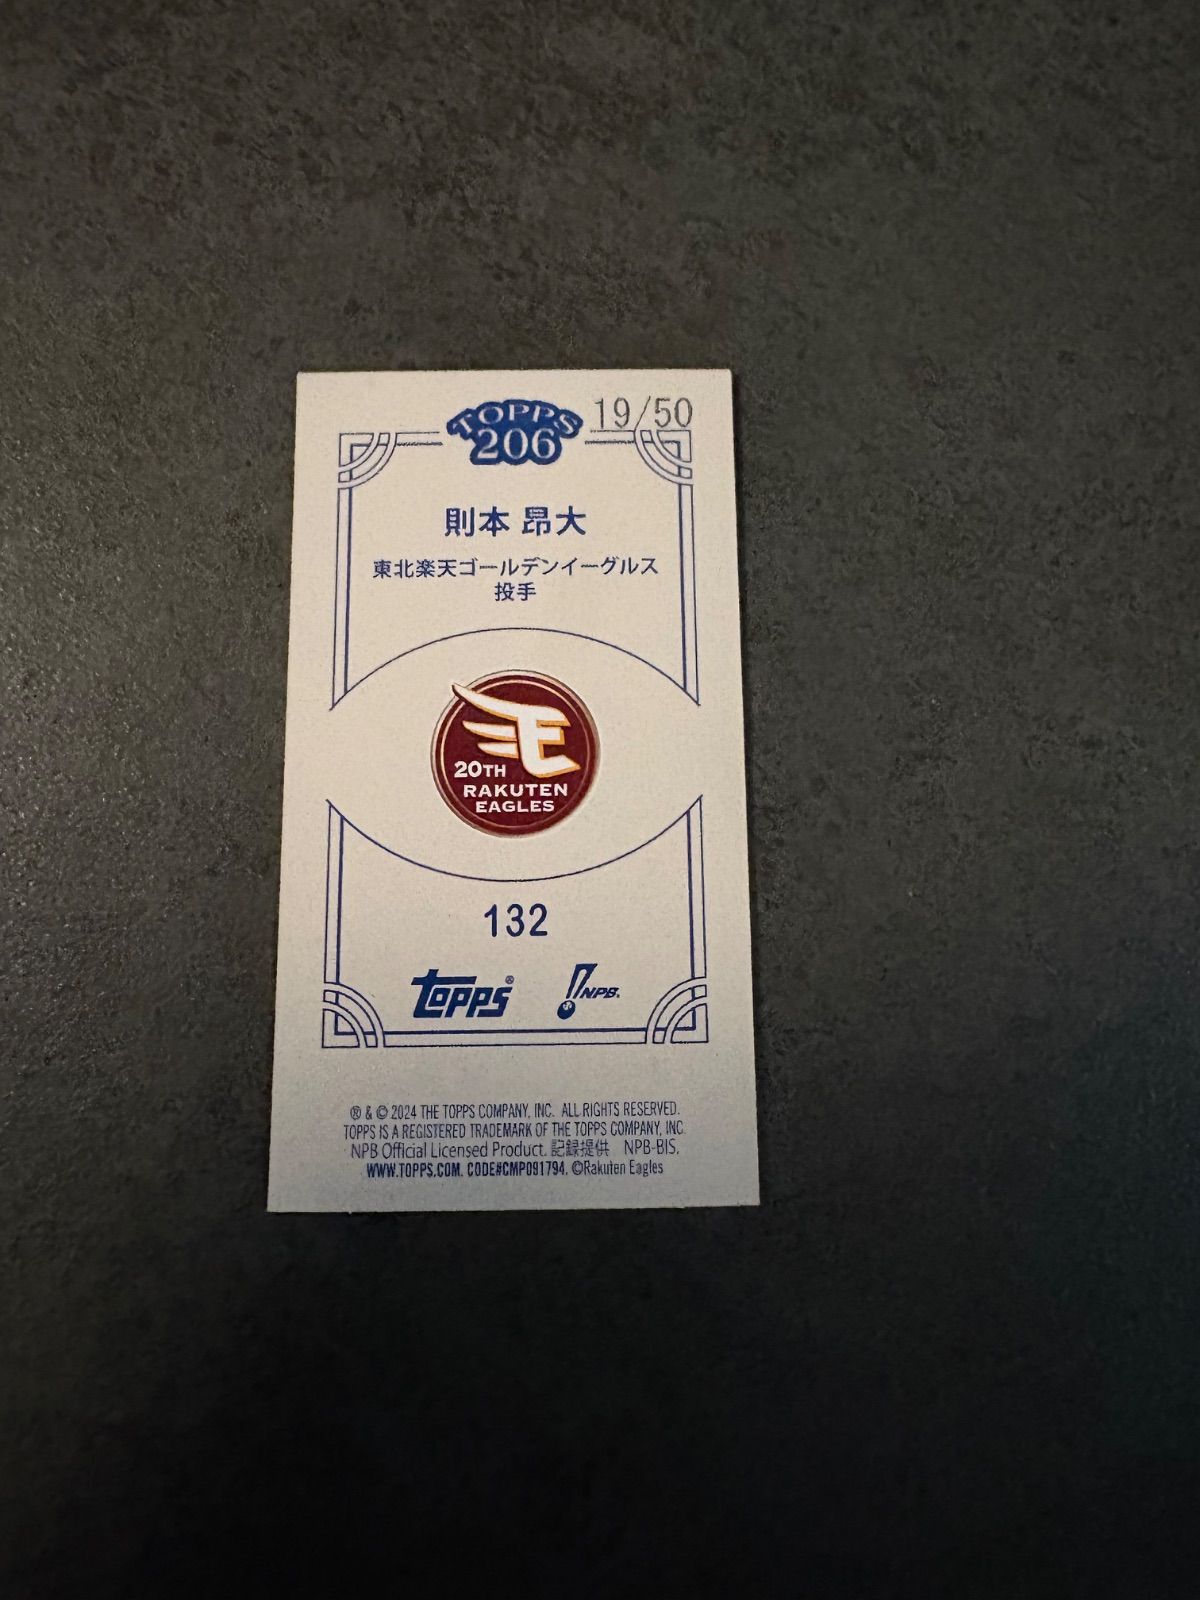 TOPPS
206
19/50
則本 昂大
東北楽天ゴールデンイーグルス
投手
20TH
RAKUTEN
EAGLES
132
topps®
NPB®
® & © 2024 THE TOPPS COMPANY, INC. ALL RIGHTS RESERVED.
TOPPS IS A REGISTERED TRADEMARK OF THE TOPPS COMPANY, INC.
NPB Official Licensed Product. 記録提供 NPB-BIS.
WWW.TOPPS.COM. CODE#CMP091794. ©Rakuten Eagles